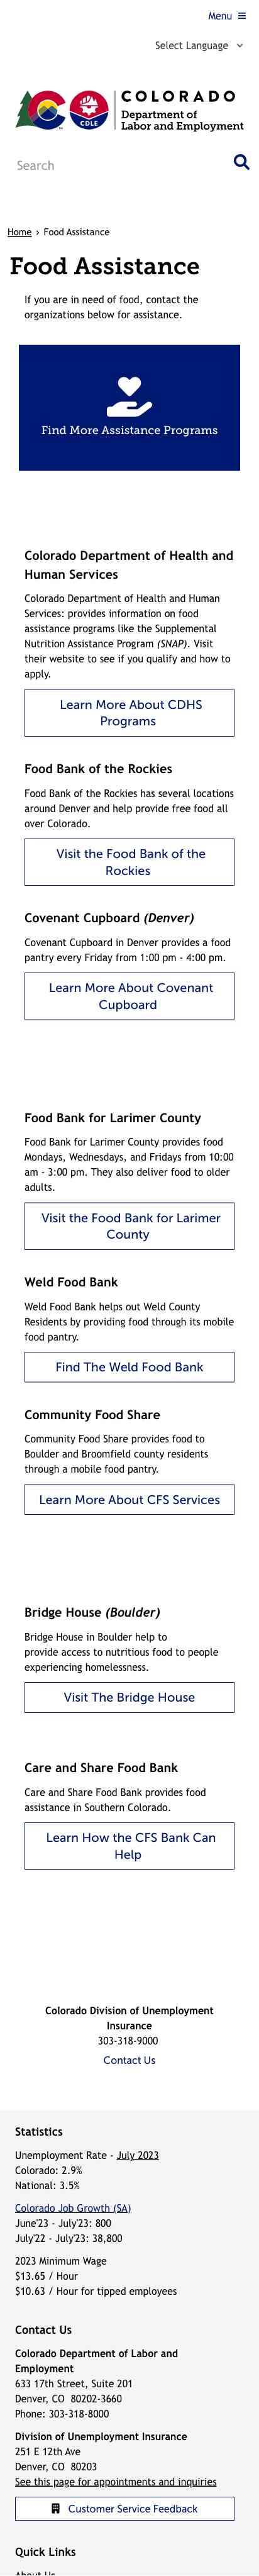 Menu
Select Language
CDLE
COLORADO
Department of
Labor and Employment
Search
Home › Food Assistance
Food Assistance
If you are in need of food, contact the
organizations below for assistance.
Find More Assistance Programs
Colorado Department of Health and
Human Services
Colorado Department of Health and Human
Services: provides information on food
assistance programs like the Supplemental
Nutrition Assistance Program (SNAP). Visit
their website to see if you qualify and how to
apply.
Learn More About CDHS
Programs
Food Bank of the Rockies
Food Bank of the Rockies has several locations
around Denver and help provide free food all
over Colorado.
Visit the Food Bank of the
Rockies
Covenant Cupboard (Denver)
Covenant Cupboard in Denver provides a food
pantry every Friday from 1:00 pm - 4:00 pm.
Learn More About Covenant
Cupboard
Food Bank for Larimer County
Food Bank for Larimer County provides food
Mondays, Wednesdays, and Fridays from 10:00
am - 3:00 pm. They also deliver food to older
adults.
Visit the Food Bank for Larimer
County
Weld Food Bank
Weld Food Bank helps out Weld County
Residents by providing food through its mobile
food pantry.
Find The Weld Food Bank
Community Food Share
Community Food Share provides food to
Boulder and Bromfield county residents
through a mobile food pantry.
Learn More About CFS Services
Bridge House (Boulder)
Bridge House in Boulder help to
provide access to nutritious food to people
experiencing homelessness.
Visit The Bridge House
Care and Share Food Bank
Care and Share Food Bank provides food
assistance in Southern Colorado.
Learn How the CFS Bank Can
Help
Colorado Division of Unemployment
Insurance
303-318-9000
Contact Us
Statistics
Unemployment Rate - July 2023
Colorado: 2.9%
National: 3.5%
Colorado Job Growth (SA)
June'23 - July'23: 800
July'22 - July'23: 38,800
2023 Minimum Wage
$13.65 / Hour
$10.63 / Hour for tipped employees
Contact Us
Colorado Department of Labor and
Employment
633 17th Street, Suite 201
Denver, CO 80202-3660
Phone: 303-318-8000
Division of Unemployment Insurance
251 E 12th Ave
Denver, CO 80203
See this page for appointments and inquiries
Customer Service Feedback
Quick Links
About Us